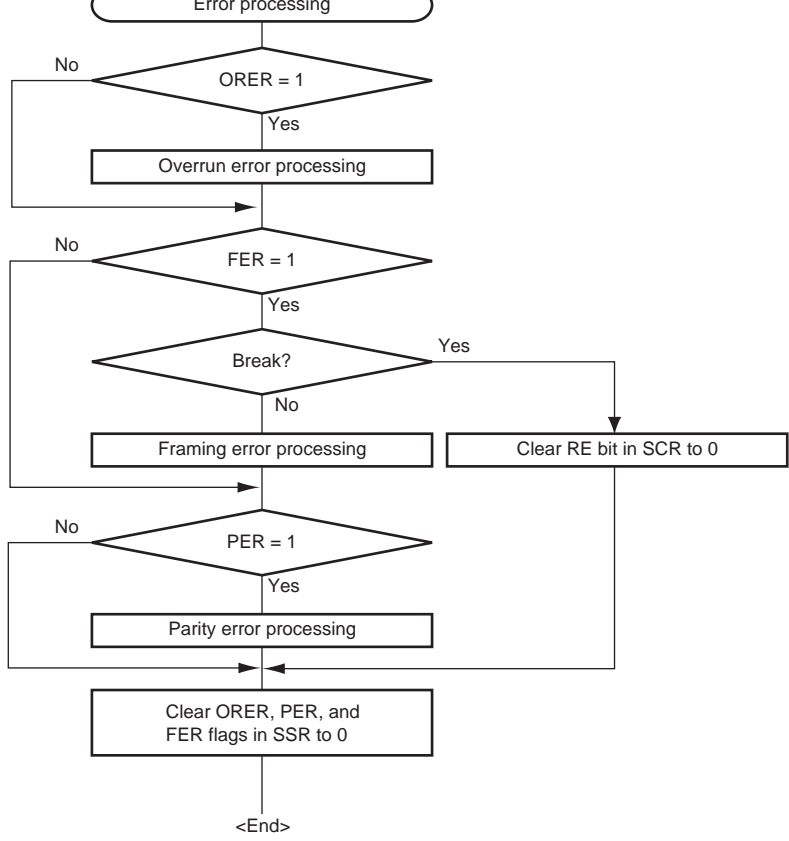 Error processing
No
ORER = 1
Yes
Overrun error processing
No
FER = 1
Yes
Break?
Yes
No
Framing error processing
Clear RE bit in SCR to 0
No
PER = 1
Yes
Parity error processing
Clear ORER, PER, and
FER flags in SSR to 0
<End>